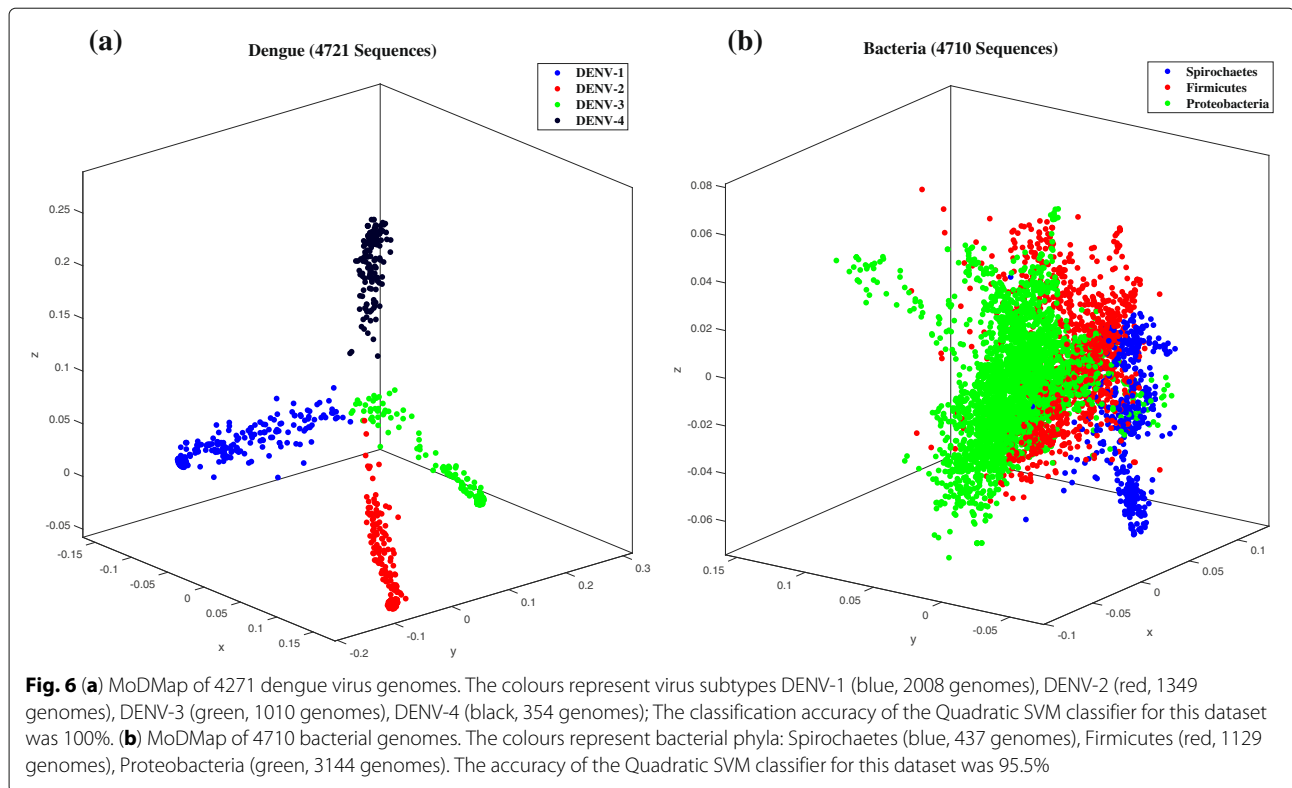 (a)
Dengue (4721 Sequences)
DENV-1
DENV-2
DENV-3
DENV-4
0.25
0.2
0.15
0.1
0.05
0
-0.05
z
-0.15
-0.1
-0.05
0
0.05
0.1
0.15
x
-0.2
-0.1
0
0.1
0.2
0.3
y
(b)
Bacteria (4710 Sequences)
Spirochaetes
Firmicutes
Proteobacteria
0.08
0.06
0.04
0.02
0
-0.02
-0.04
-0.06
z
0.15
0.1
0.05
0
-0.05
y
-0.1
-0.05
0
0.05
0.1
x
Fig. 6 (a) MoDMap of 4271 dengue virus genomes. The colours represent virus subtypes DENV-1 (blue, 2008 genomes), DENV-2 (red, 1349
genomes), DENV-3 (green, 1010 genomes), DENV-4 (black, 354 genomes); The classification accuracy of the Quadratic SVM classifier for this dataset
was 100%. (b) MoDMap of 4710 bacterial genomes. The colours represent bacterial phyla: Spirochaetes (blue, 437 genomes), Firmicutes (red, 1129
genomes), Proteobacteria (green, 3144 genomes). The accuracy of the Quadratic SVM classifier for this dataset was 95.5%